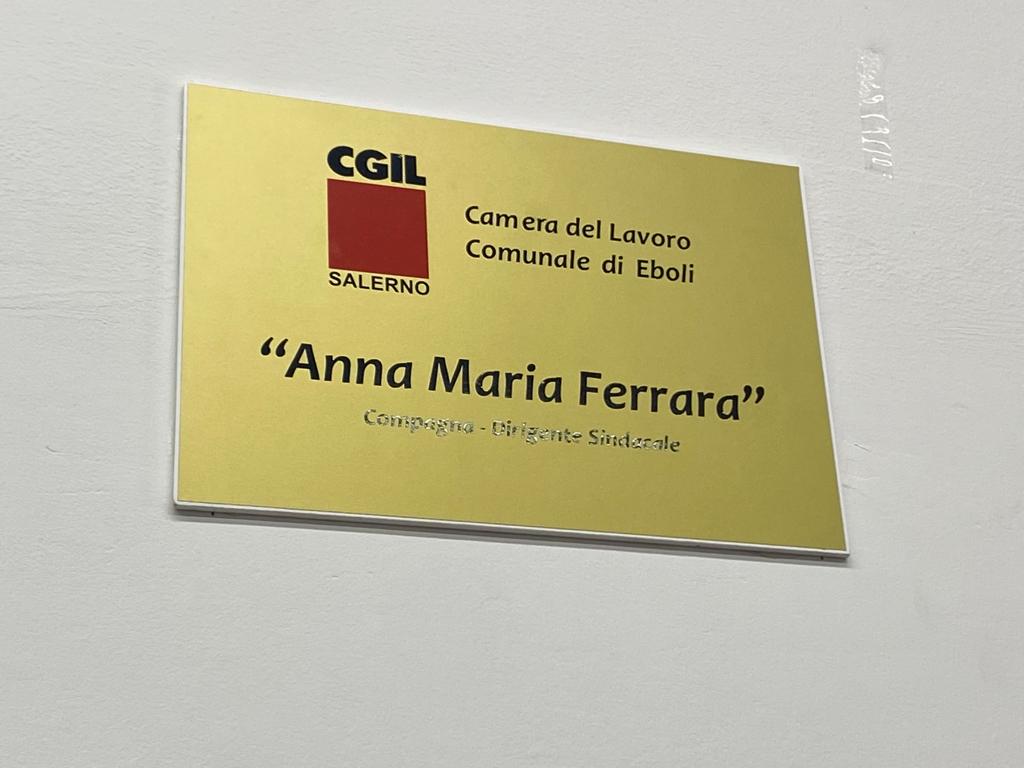 CGIL
SALERNO
Camera del Lavoro
Comunale di Eboli
“Anna Maria Ferrara”
Compagna - Dirigente Sindacale